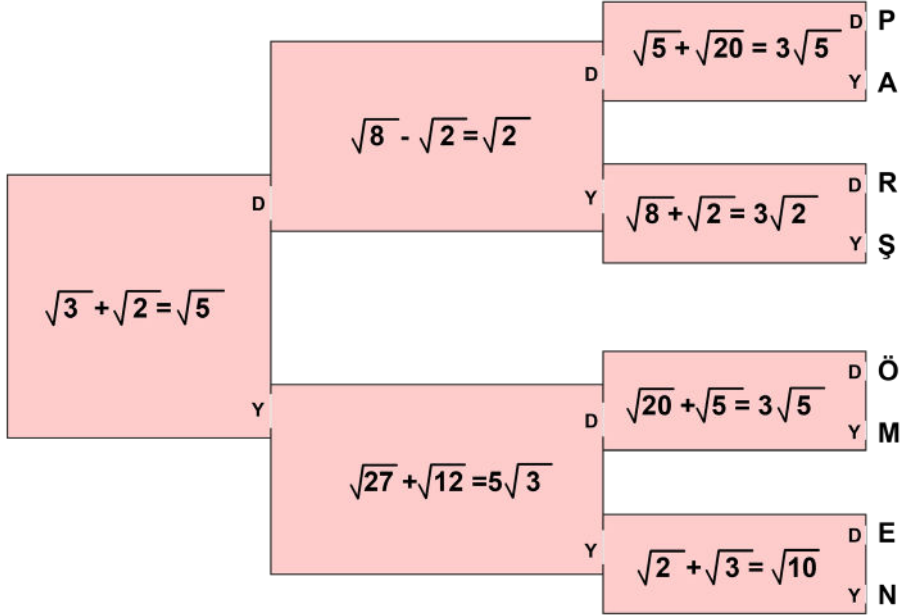 √5 + √20 = 3√5 D P
Y A
√8 - √2 = √2 D
Y
√8 + √2 = 3√2 D R
Y Ş
√3 + √2 = √5 D
Y
√20 + √5 = 3√5 D Ö
Y M
√27 + √12 = 5√3 D
Y
√2 + √3 = √10 D E
Y N